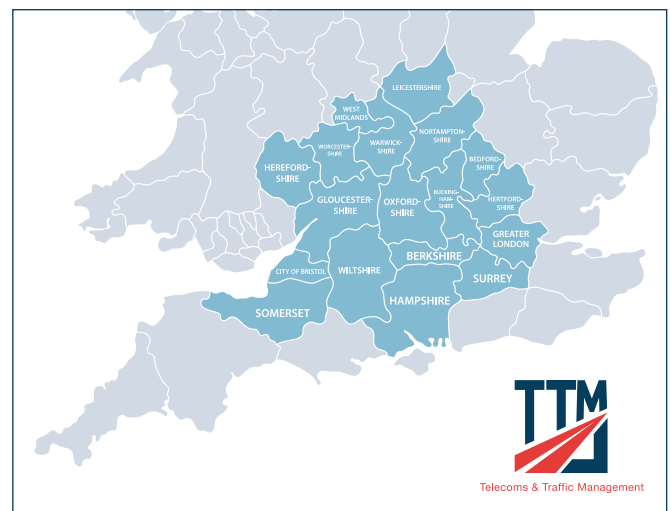 LEICESTERSHIRE
WEST
MIDLANDS
NORTAMPTON-
SHIRE
WORCESTER-
SHIRE
WARWICK-
SHIRE
BEDFORD-
SHIRE
HEREFORD-
SHIRE
GLOUCESTER-
SHIRE
OXFORD-
SHIRE
BUCKING-
HAM-
SHIRE
HERTFORD-
SHIRE
GREATER
LONDON
BERKSHIRE
CITY OF BRISTOL
WILTSHIRE
SURREY
HAMPSHIRE
SOMERSET
TTM
Telecoms & Traffic Management